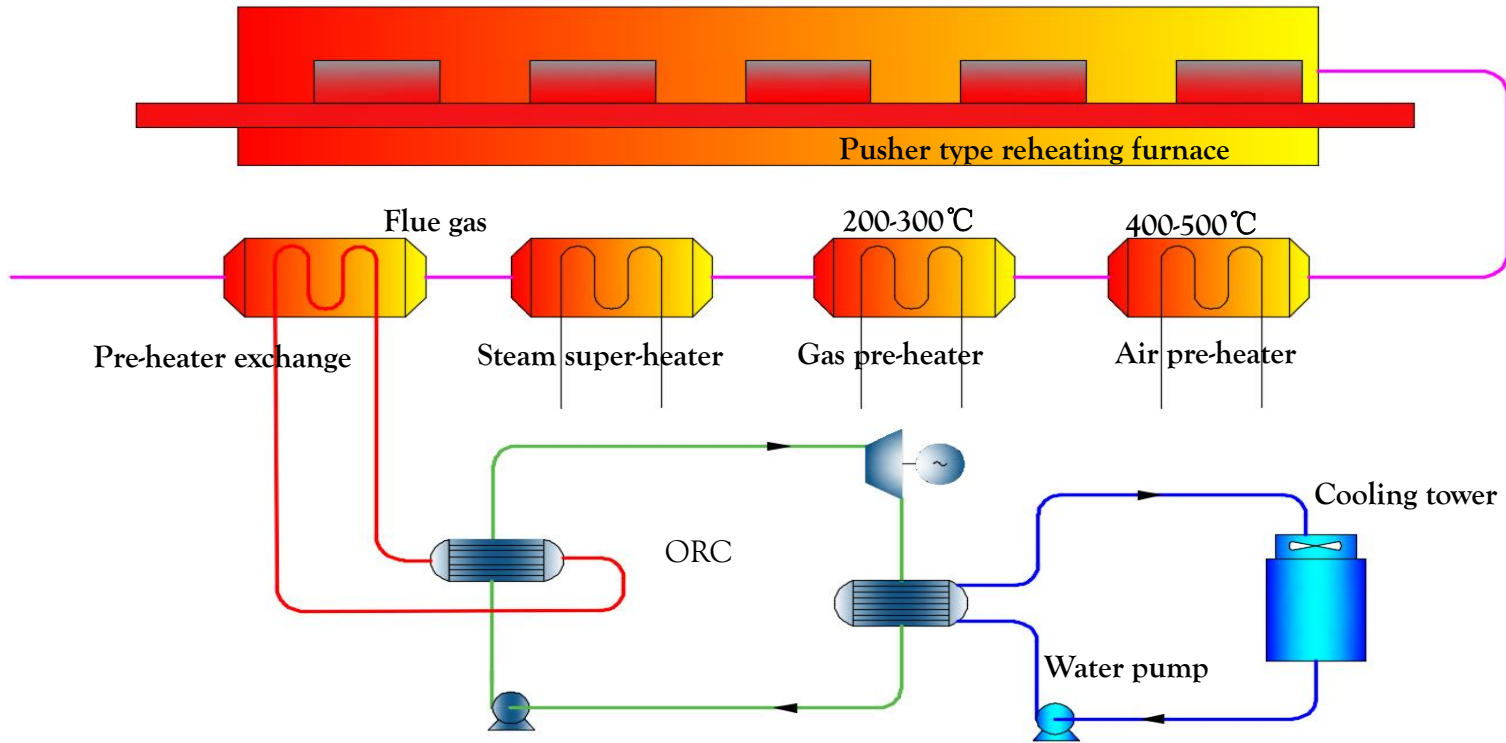 Pusher type reheating furnace
Flue gas
200-300℃
400-500℃
Pre-heater exchange
Steam super-heater
Gas pre-heater
Air pre-heater
~
Cooling tower
ORC
Water pump